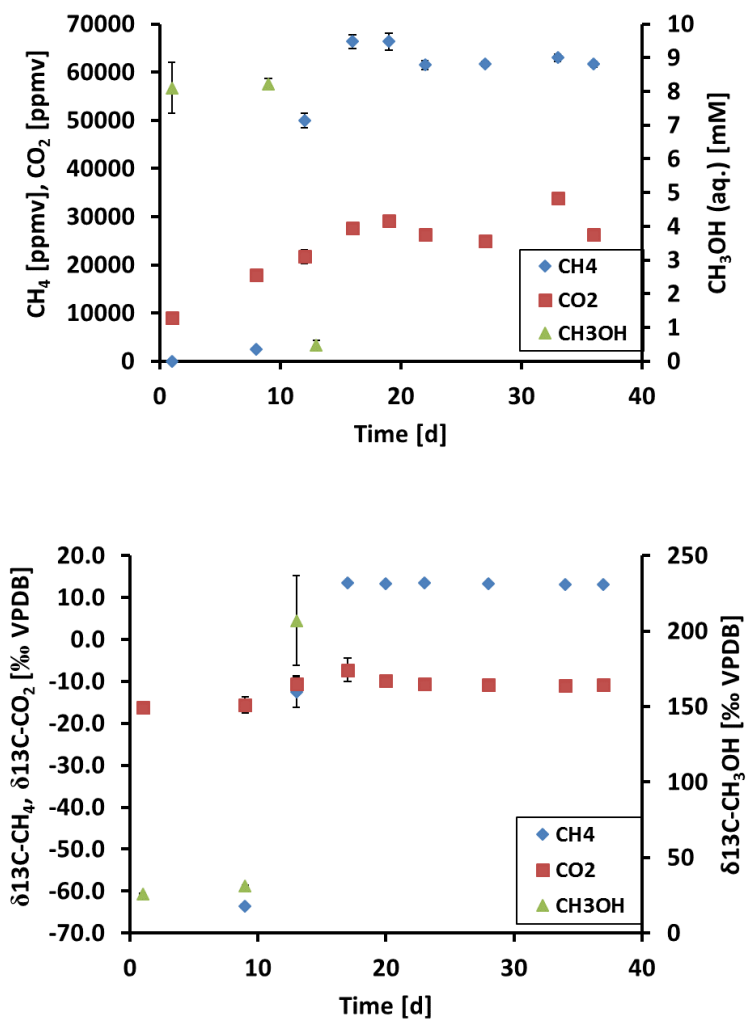 CH4 [ppmv], CO2 [ppmv]
70000
60000
50000
40000
30000
20000
10000
0
10
9
8
7
6
5
4
3
2
1
0
CH3OH (aq.) [mM]
CH4
CO2
CH3OH
0 10 20 30 40
Time [d]
δ13C-CH4, δ13C-CO2 [‰ VPDB]
20.0
10.0
0.0
-10.0
-20.0
-30.0
-40.0
-50.0
-60.0
-70.0
250
200
150
100
50
0
δ13C-CH3OH [‰ VPDB]
CH4
CO2
CH3OH
0 10 20 30 40
Time [d]